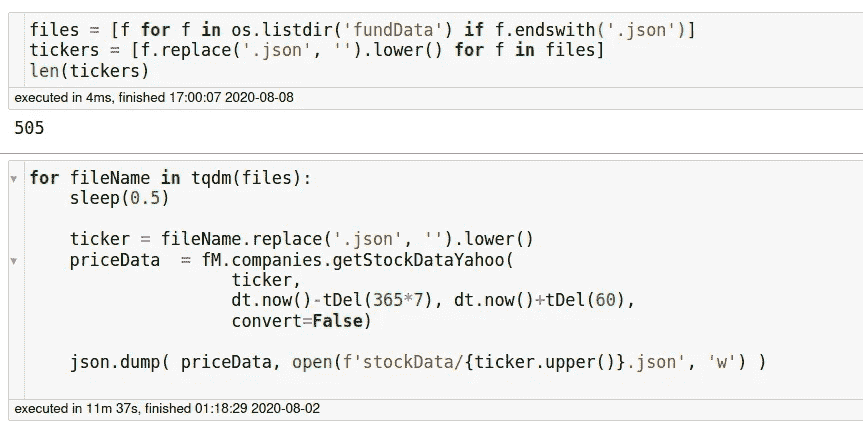 files = [f for f in os.listdir('fundData') if f.endswith('.json')]
tickers = [f.replace('.json', '').lower() for f in files]
len(tickers)
executed in 4ms, finished 17:00:07 2020-08-08
505
for fileName in tqdm(files):
    sleep(0.5)
    ticker = fileName.replace('.json', '').lower()
    priceData  = fM.companies.getStockDataYahoo(
                    ticker,
                    dt.now()-tDel(365*7), dt.now()+tDel(60),
                    convert=False)
    json.dump( priceData, open(f'stockData/{ticker.upper()}.json', 'w') )
executed in 11m 37s, finished 01:18:29 2020-08-02